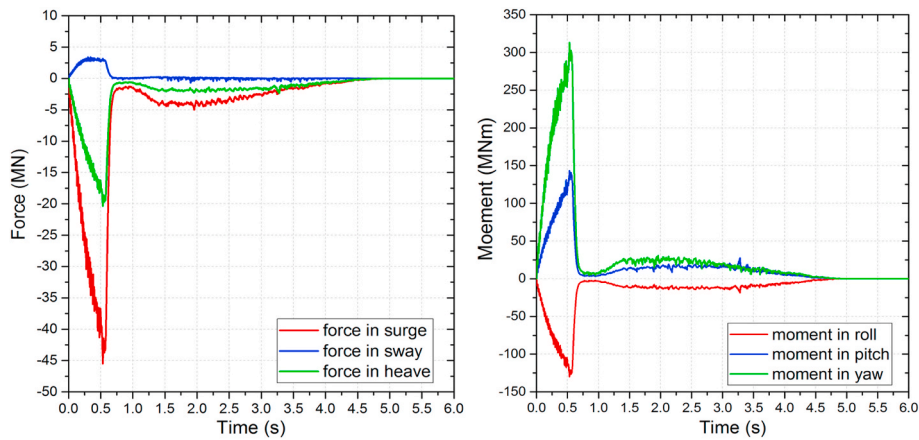 10
5
0
-5
-10
-15
-20
-25
-30
-35
-40
-45
-50
Force (MN)
0.0 0.5 1.0 1.5 2.0 2.5 3.0 3.5 4.0 4.5 5.0 5.5 6.0
Time (s)
force in surge
force in sway
force in heave
350
300
250
200
150
100
50
0
-50
-100
-150
Moement (MNm)
0.0 0.5 1.0 1.5 2.0 2.5 3.0 3.5 4.0 4.5 5.0 5.5 6.0
Time (s)
moment in roll
moment in pitch
moment in yaw